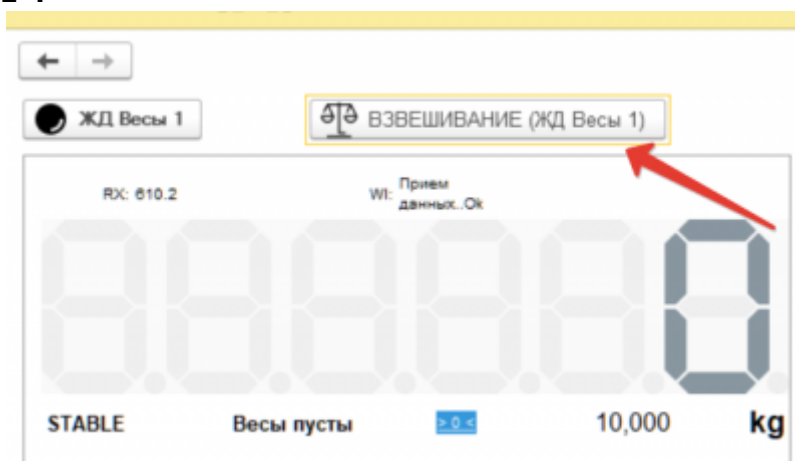 ← →
ЖД Весы 1
ВЗВЕШИВАНИЕ (ЖД Весы 1)
RX: 610.2
WI: Прием
данных..Ok
0
STABLE Весы пусты > 0 < 10,000 kg